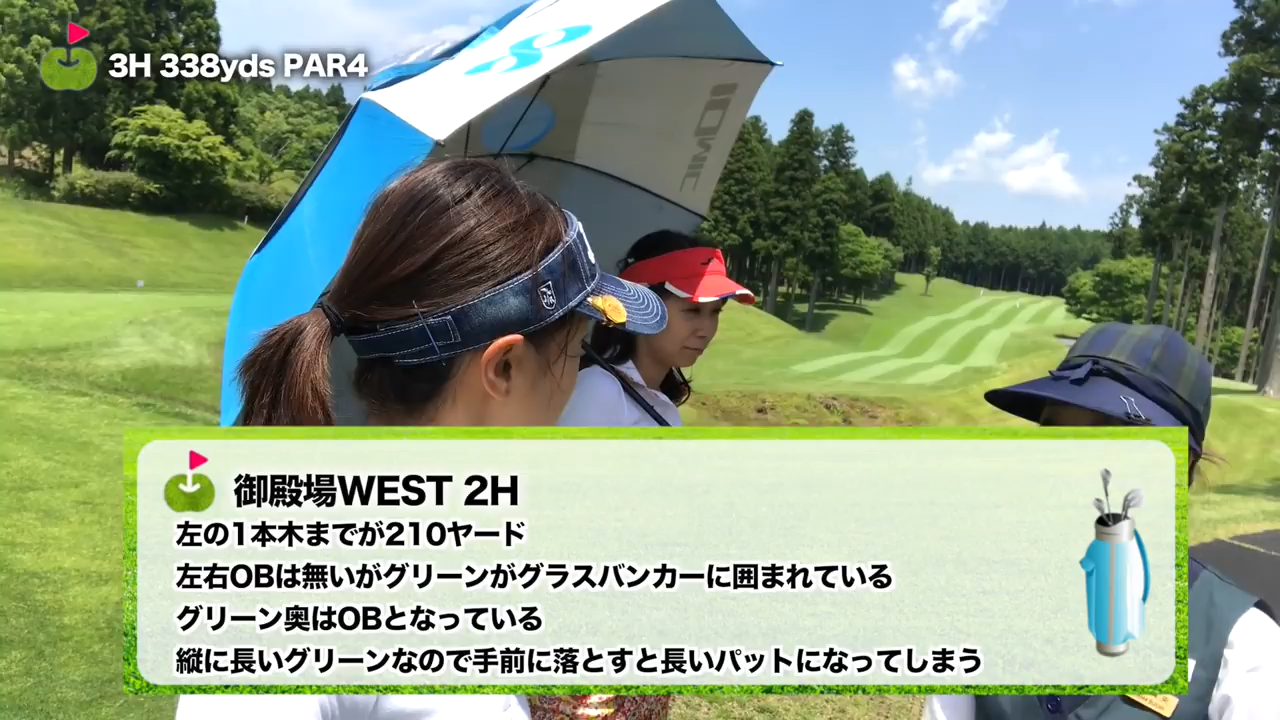 3H 338yds PAR4
IOMIC
御殿場WEST 2H
左の1本木までが210ヤード
左右OBは無いがグリーンがグラスバンカーに囲まれている
グリーン奥はOBとなっている
縦に長いグリーンなので手前に落とすと長いパットになってしまう